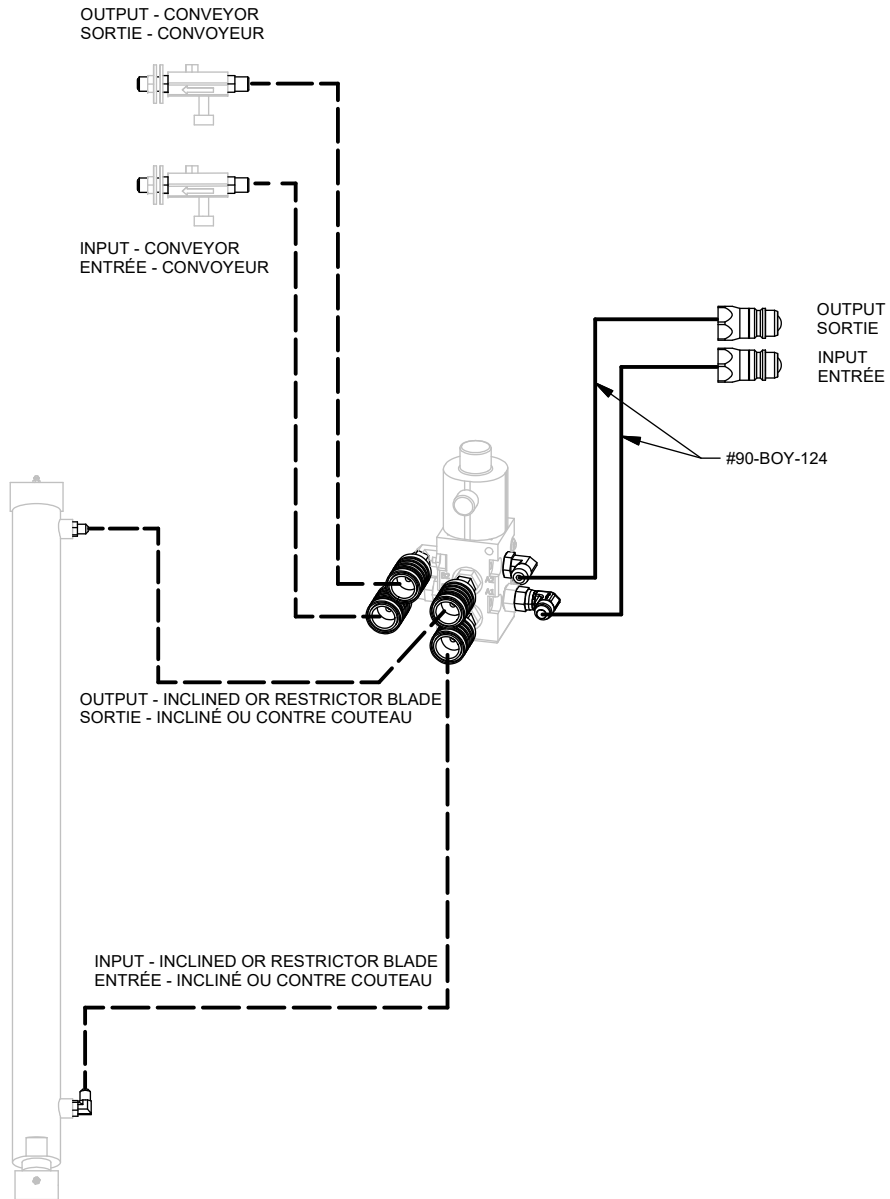 OUTPUT - CONVEYOR
SORTIE - CONVOYEUR
INPUT - CONVEYOR
ENTRÉE - CONVOYEUR
OUTPUT
SORTIE
INPUT
ENTRÉE
#90-BOY-124
OUTPUT - INCLINED OR RESTRICTOR BLADE
SORTIE - INCLINÉ OU CONTRE COUTEAU
INPUT - INCLINED OR RESTRICTOR BLADE
ENTRÉE - INCLINÉ OU CONTRE COUTEAU